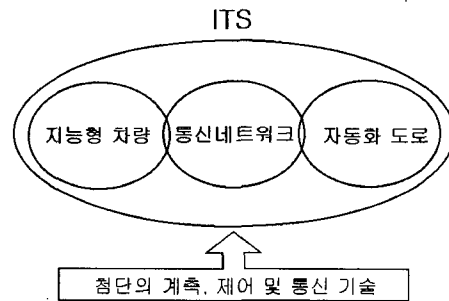 ITS
지능형 차량 통신네트워크 자동화 도로
첨단의 계측, 제어 및 통신 기술